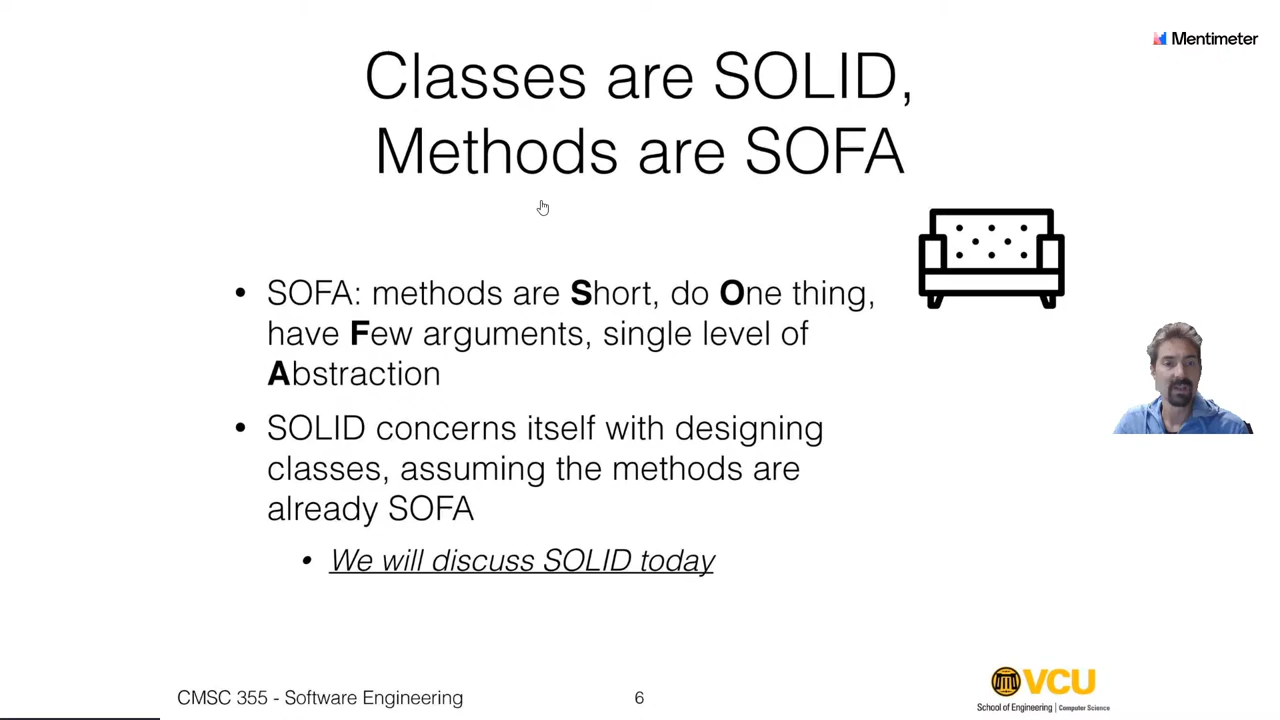 Mentimeter
Classes are SOLID,
Methods are SOFA
• SOFA: methods are Short, do One thing,
have Few arguments, single level of
Abstraction
• SOLID concerns itself with designing
classes, assuming the methods are
already SOFA
• We will discuss SOLID today
CMSC 355 - Software Engineering
6
VCU
School of Engineering | Computer Science